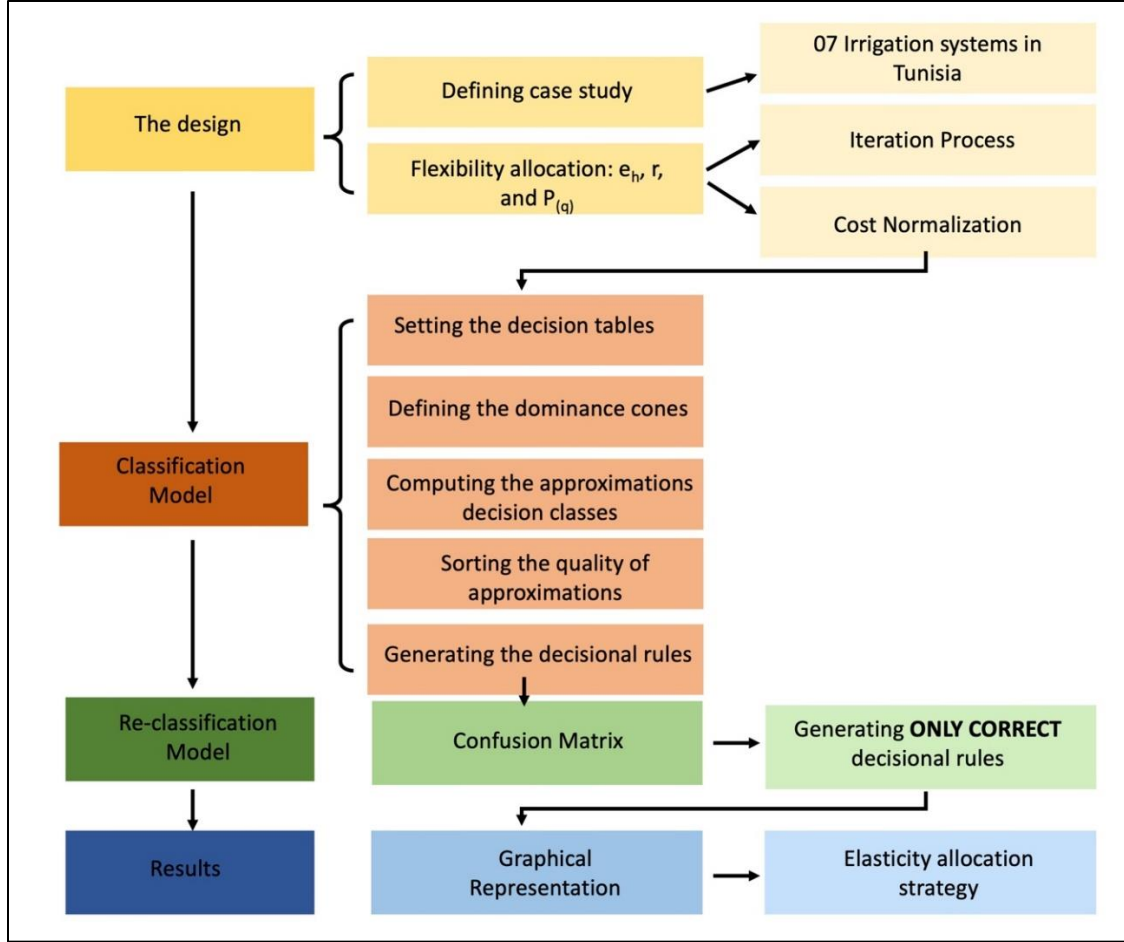 The design
Defining case study
07 Irrigation systems in
Tunisia
Flexibility allocation: eₕ, r,
and P₍q₎
Iteration Process
Cost Normalization
Classification
Model
Setting the decision tables
Defining the dominance cones
Computing the approximations
decision classes
Sorting the quality of
approximations
Generating the decisional rules
Re-classification
Model
Confusion Matrix
Generating ONLY CORRECT
decisional rules
Results
Graphical
Representation
Elasticity allocation
strategy